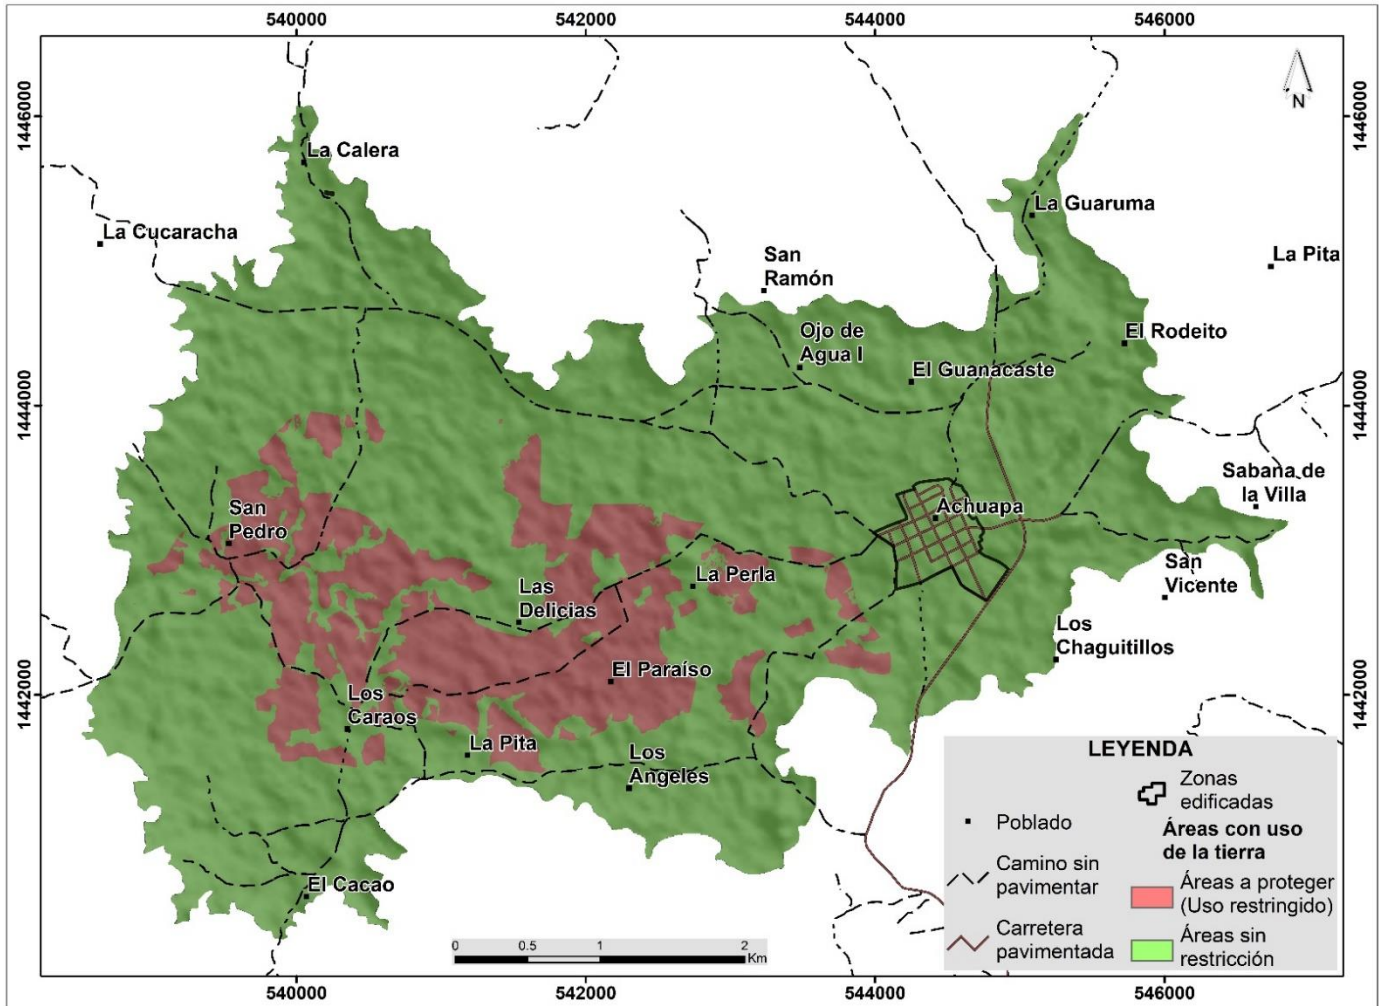 540000
542000
544000
546000
1446000
1446000
La Calera
La Guaruma
La Cucaracha
N
San
Ramón
La Pita
Ojo de
Agua I
El Rodeito
El Guanacaste
1444000
1444000
Sabana de
la Villa
San
Pedro
Achuapa
San
Vicente
La Perla
Las
Delicias
Los
Chaguitillos
El Paraíso
1442000
1442000
Los
Caraos
La Pita
Los
Angeles
El Cacao
LEYENDA
Poblado
Camino sin
pavimentar
Carretera
pavimentada
Zonas
edificadas
Áreas con uso
de la tierra
Áreas a proteger
(Uso restringido)
Áreas sin
restricción
0 0.5 1 2
Km
540000
542000
544000
546000